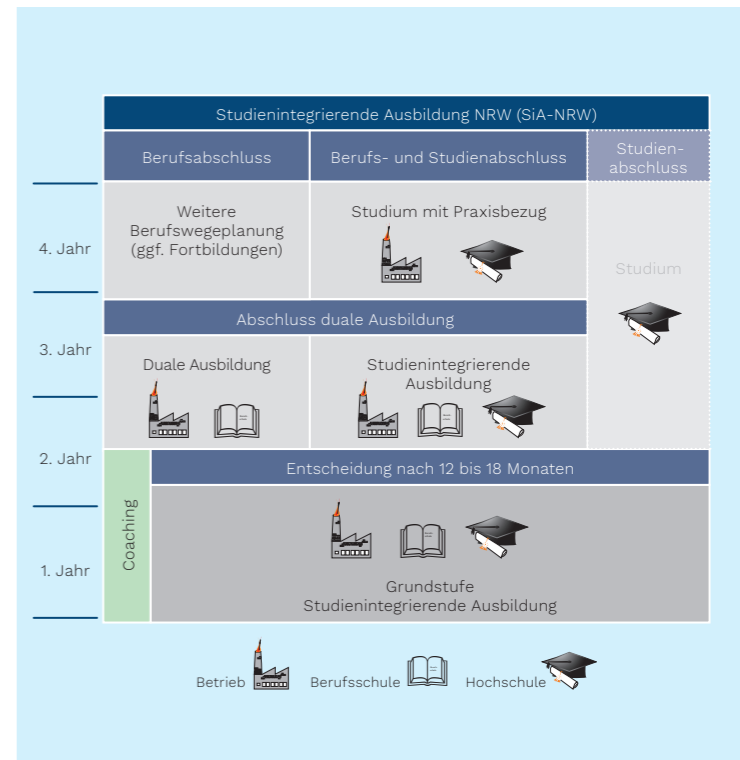 Studienintegrierende Ausbildung NRW (SiA-NRW)
Berufsabschluss
Berufs- und Studienabschluss
Studien-
abschluss
4. Jahr
Weitere
Berufswegeplanung
(ggf. Fortbildungen)
Studium mit Praxisbezug
Studium
Abschluss duale Ausbildung
3. Jahr
Duale Ausbildung
Studienintegrierende
Ausbildung
2. Jahr
Entscheidung nach 12 bis 18 Monaten
Coaching
1. Jahr
Grundstufe
Studienintegrierende Ausbildung
Betrieb
Berufsschule
Hochschule